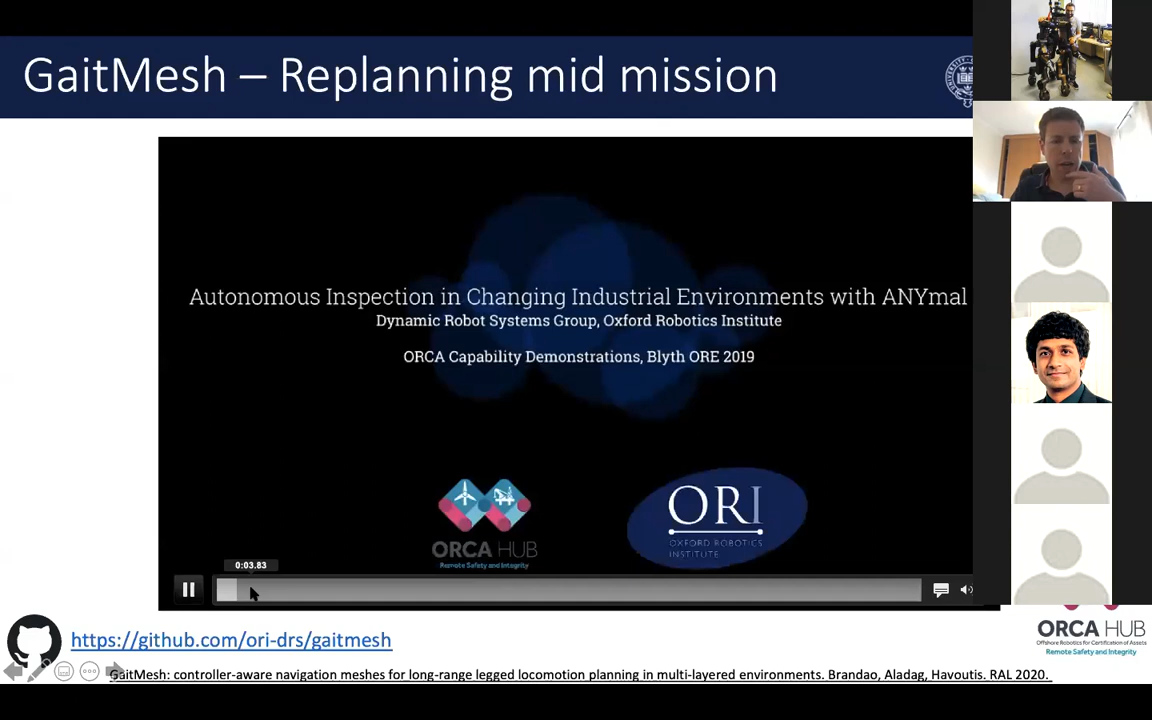 GaitMesh – Replanning mid mission
Autonomous Inspection in Changing Industrial Environments with ANYmal
Dynamic Robot Systems Group, Oxford Robotics Institute
ORCA Capability Demonstrations, Blyth ORE 2019
ORCA HUB
Remote Safety and Integrity
ORI
OXFORD ROBOTICS
INSTITUTE
0:03.83
https://github.com/ori-drs/gaitmesh
ORCA HUB
Offshore Robotics for Certification of Assets
Remote Safety and Integrity
GaitMesh: controller-aware navigation meshes for long-range legged locomotion planning in multi-layered environments. Brandao, Aladag, Havoutis. RAL 2020.